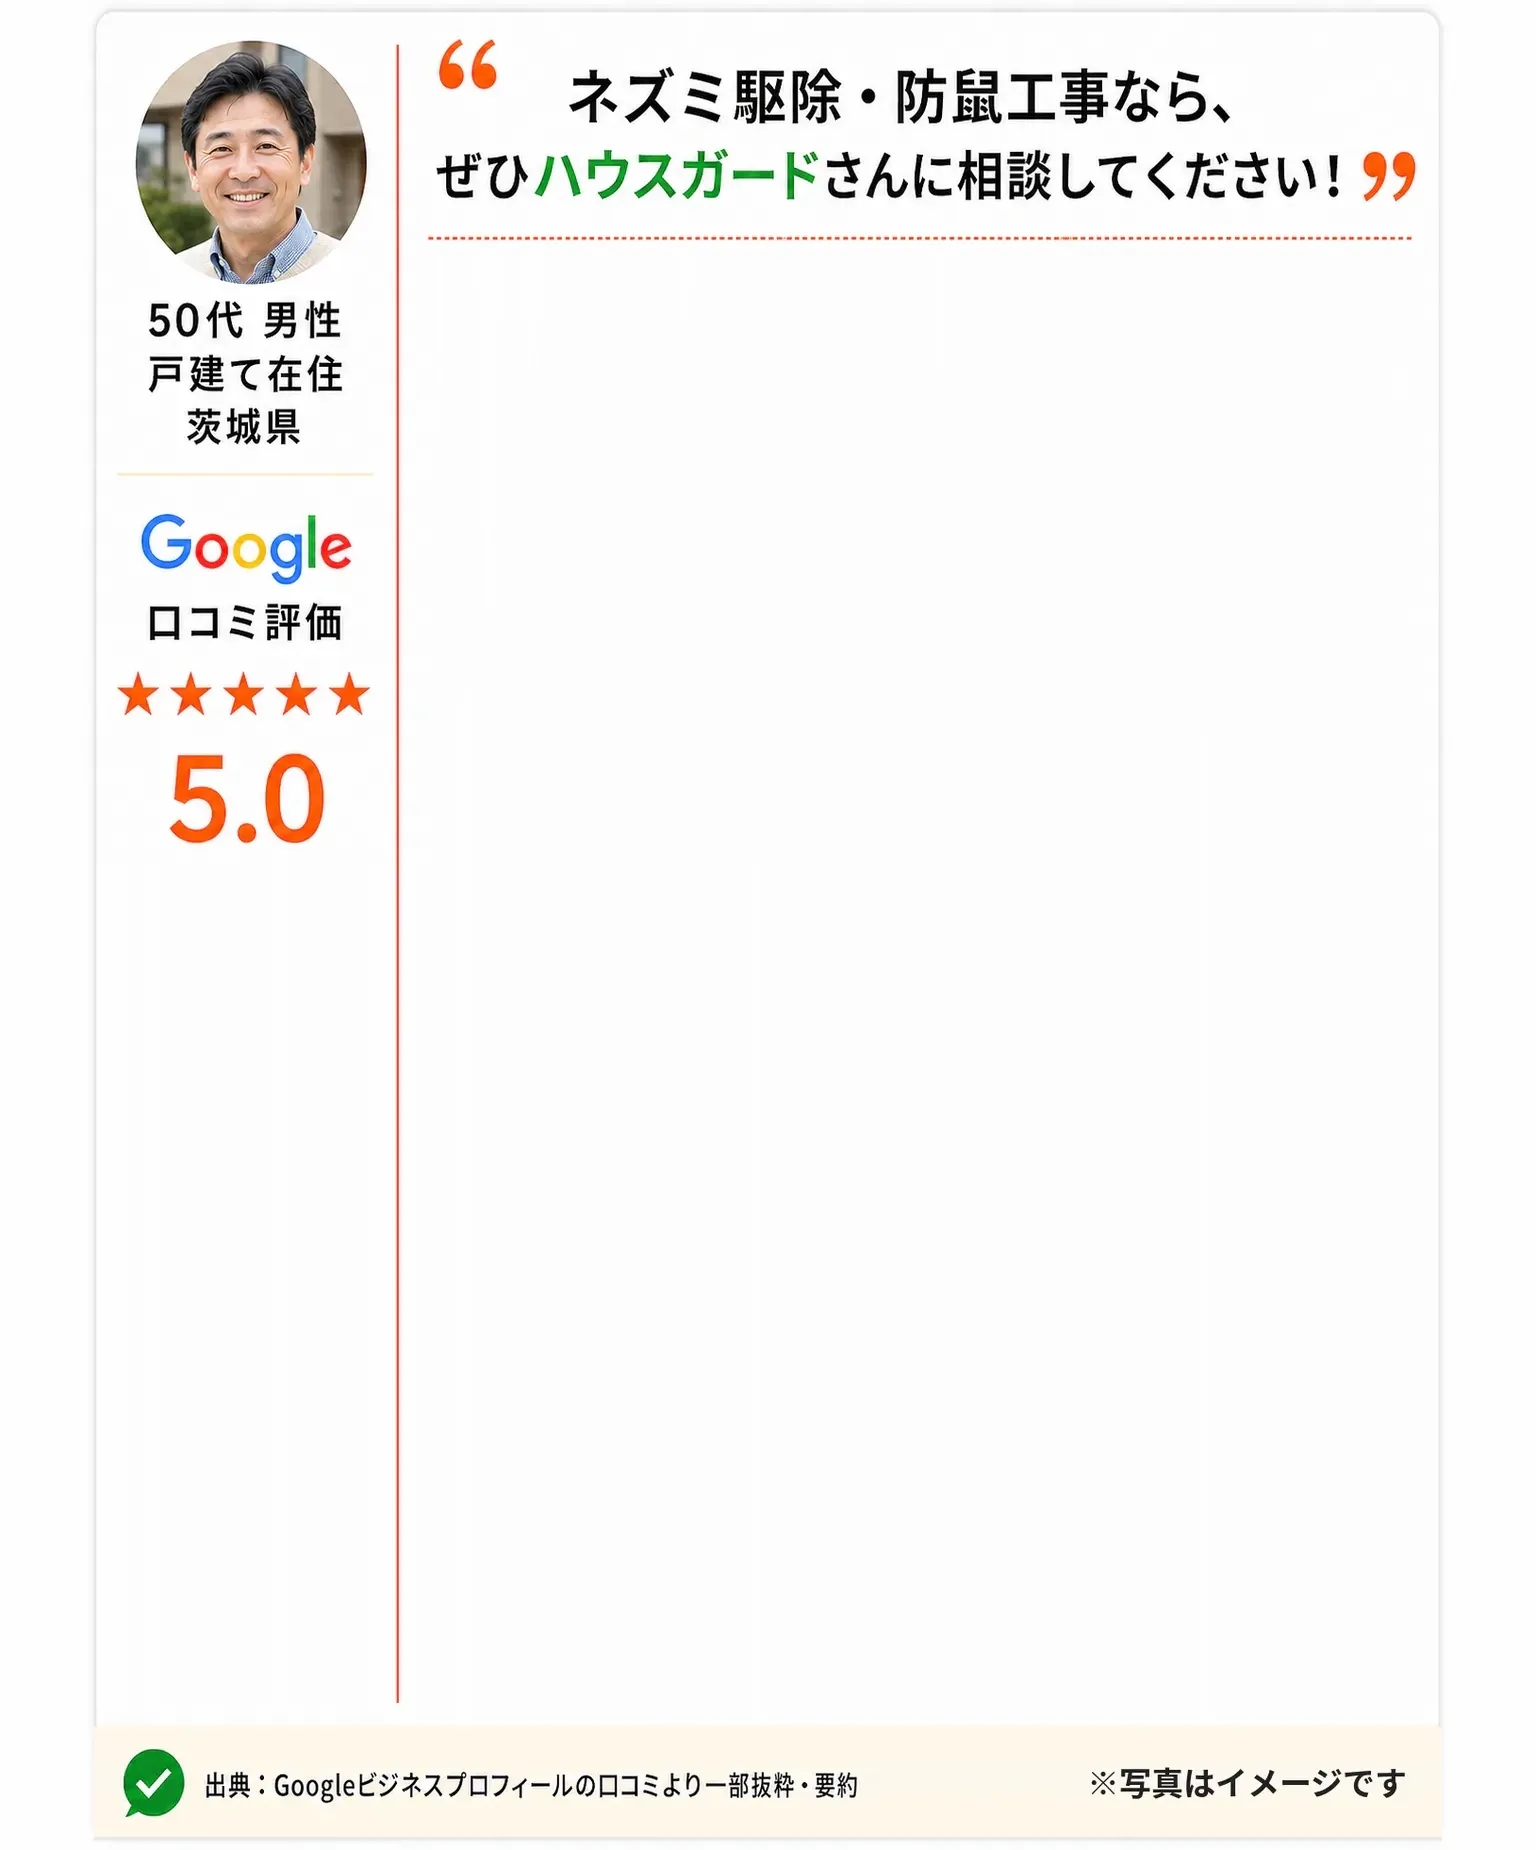 50代 男性
戸建て在住
茨城県
Google
口コミ評価
★★★★★
5.0
“ ネズミ駆除・防鼠工事なら、
ぜひハウスガードさんに相談してください! ”
出典:Googleビジネスプロフィールの口コミより一部抜粋・要約
※写真はイメージです